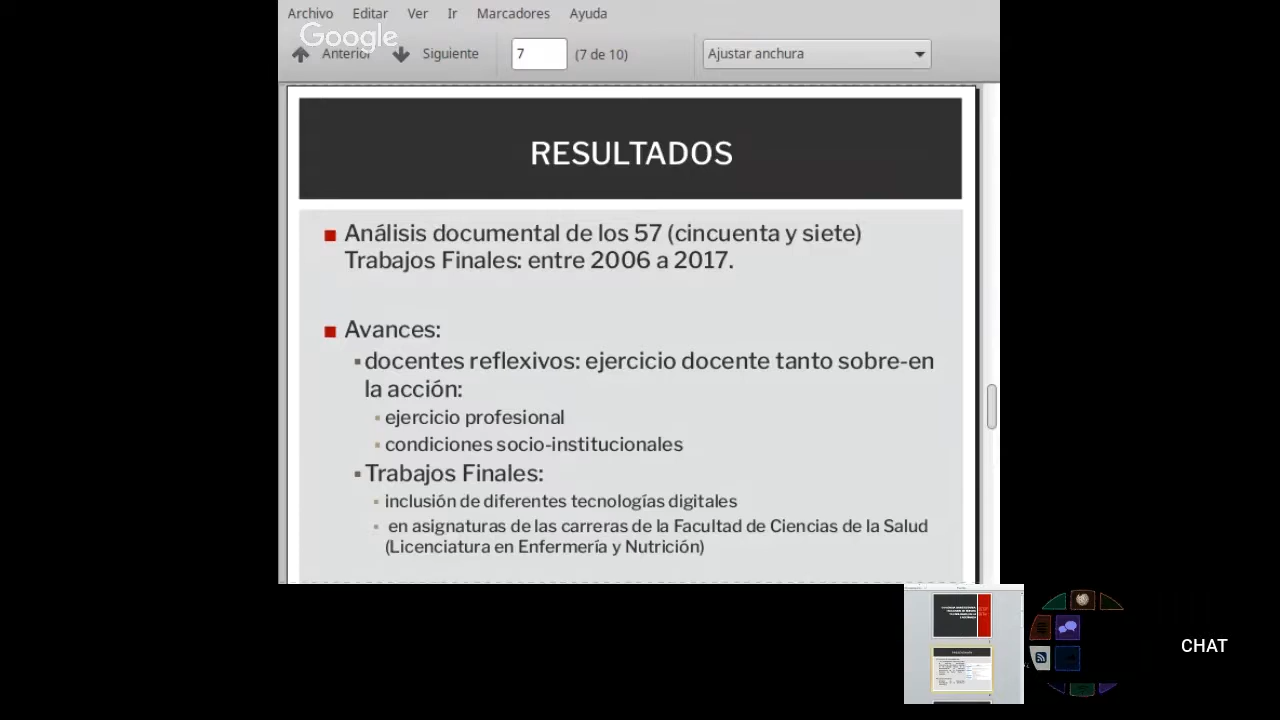 Archivo Editar Ver Ir Marcadores Ayuda
Google
Anterior Siguiente 7 (7 de 10) Ajustar anchura
RESULTADOS
Análisis documental de los 57 (cincuenta y siete)
Trabajos Finales: entre 2006 a 2017.
Avances:
docentes reflexivos: ejercicio docente tanto sobre-en
la acción:
ejercicio profesional
condiciones socio-institucionales
Trabajos Finales:
inclusión de diferentes tecnologías digitales
en asignaturas de las carreras de la Facultad de Ciencias de la Salud
(Licenciatura en Enfermería y Nutrición)
CHAT